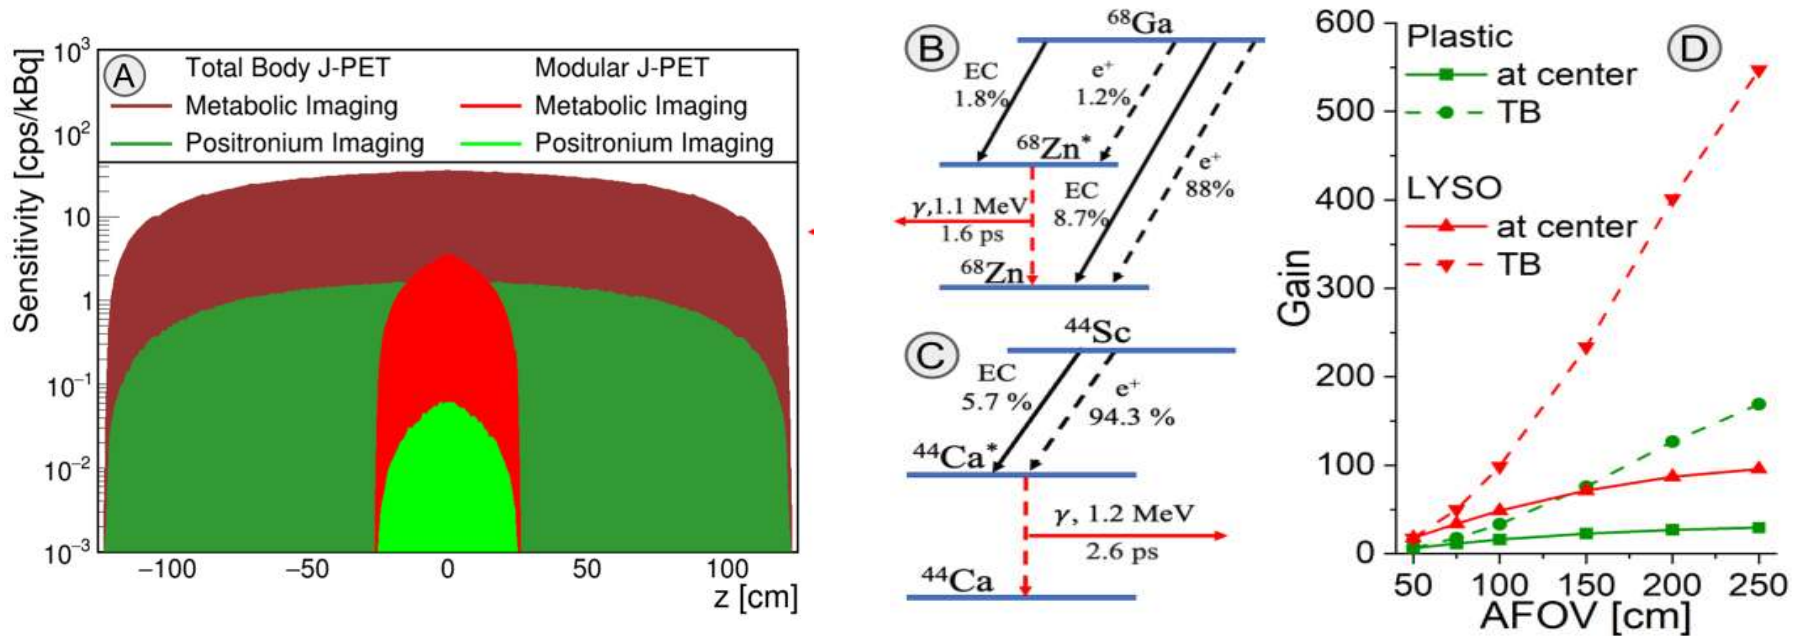 A
Total Body J-PET
Modular J-PET
Metabolic Imaging
Metabolic Imaging
Positronium Imaging
Positronium Imaging
Sensitivity [cps/kBq]
10³
10²
10
1
10⁻¹
10⁻²
10⁻³
−100
−50
0
50
100
z [cm]
B
⁶⁸Ga
EC
1.8%
e⁺
1.2%
⁶⁸Zn*
EC
8.7%
e⁺
88%
γ,1.1 MeV
1.6 ps
⁶⁸Zn
C
⁴⁴Sc
EC
5.7 %
e⁺
94.3 %
⁴⁴Ca*
γ, 1.2 MeV
2.6 ps
⁴⁴Ca
D
Plastic
at center
TB
LYSO
at center
TB
Gain
600
500
400
300
200
100
0
50
100
150
200
250
AFOV [cm]